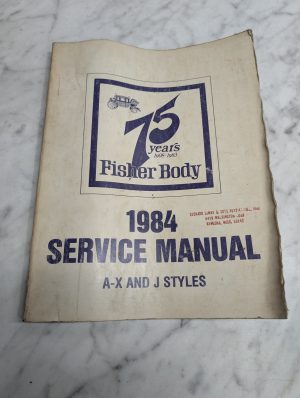 75
years
1908-1983
Fisher Body
1984
SERVICE MANUAL
A-X AND J STYLES